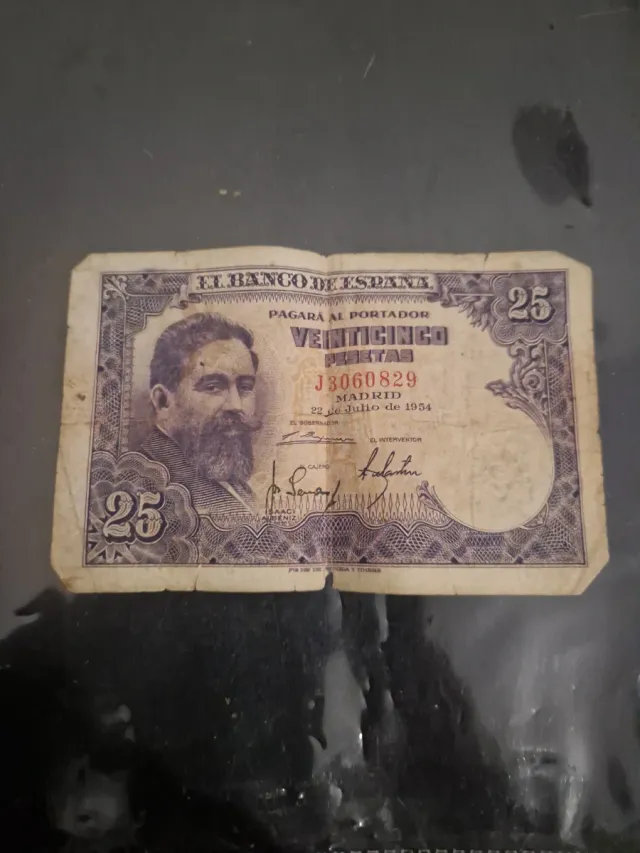 EL BANCO DE ESPAÑA
25
PAGARÁ AL PORTADOR
VEINTICINCO
PESETAS
J3060829
MADRID
22 de Julio de 1954
EL GOBERNADOR
EL INTERVENTOR
CAJERO
25
ISAAC
ALBENIZ